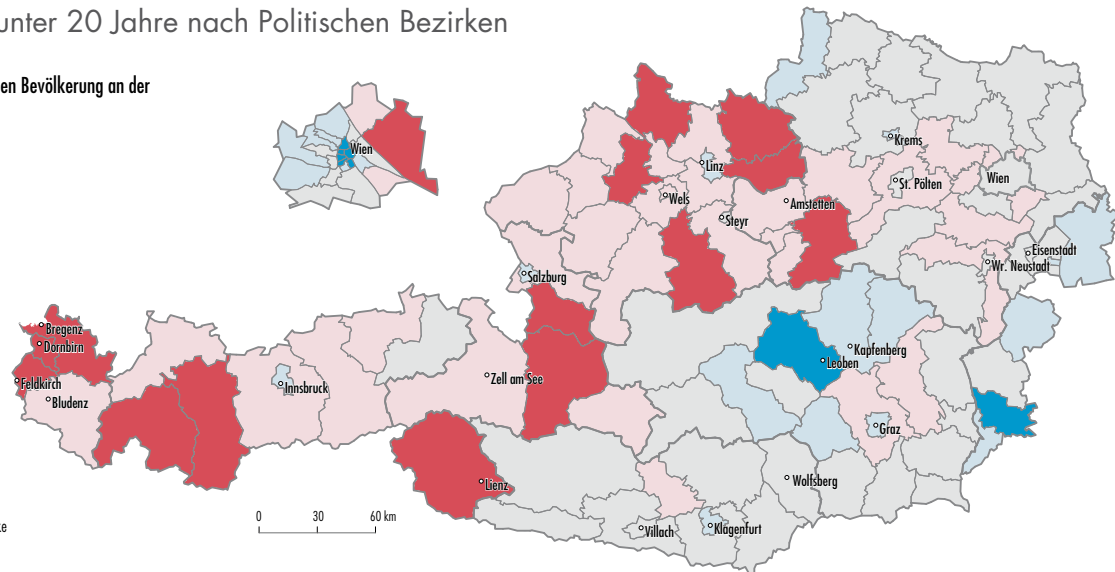 unter 20 Jahre nach Politischen Bezirken
en Bevölkerung an der
Wien
Krems
Linz
St. Pölten
Wien
Wels
Amstetten
Steyr
Eisenstadt
Wr. Neustadt
Salzburg
Bregenz
Dornbirn
Kapfenberg
Leoben
Feldkirch
Zell am See
Innsbruck
Bludenz
Graz
Lienz
Wolfsberg
0 30 60 km
Villach
Klagenfurt
ke